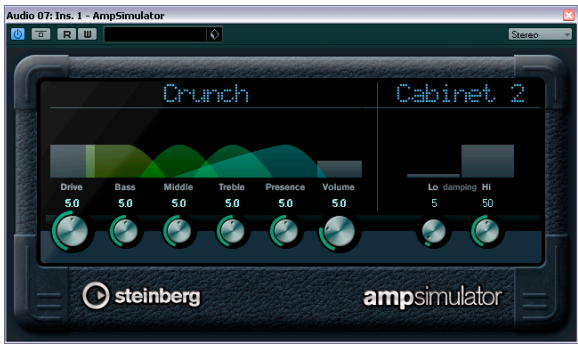 Audio 07: Ins. 1 - AmpSimulator
R W Stereo
Crunch Cabinet 2
Drive Bass Middle Treble Presence Volume Lo damping Hi
5.0 5.0 5.0 5.0 5.0 5.0 5 50
steinberg ampsimulator